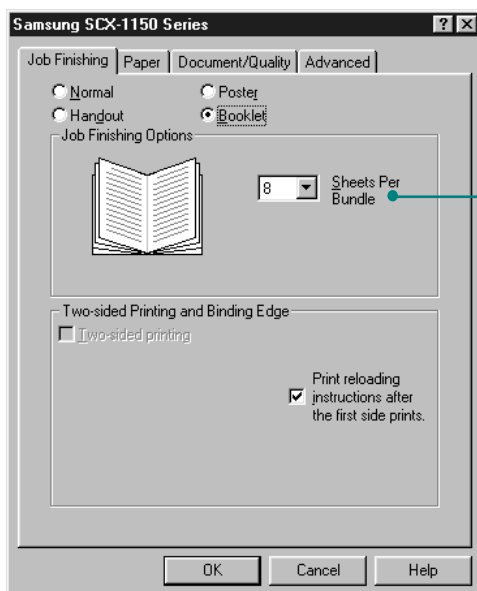 Samsung SCX-1150 Series
Job Finishing Paper Document/Quality Advanced
Normal Poster
Handout Booklet
Job Finishing Options
8 Sheets Per
Bundle
Two-sided Printing and Binding Edge
Two-sided printing
Print reloading
instructions after
the first side prints.
OK Cancel Help